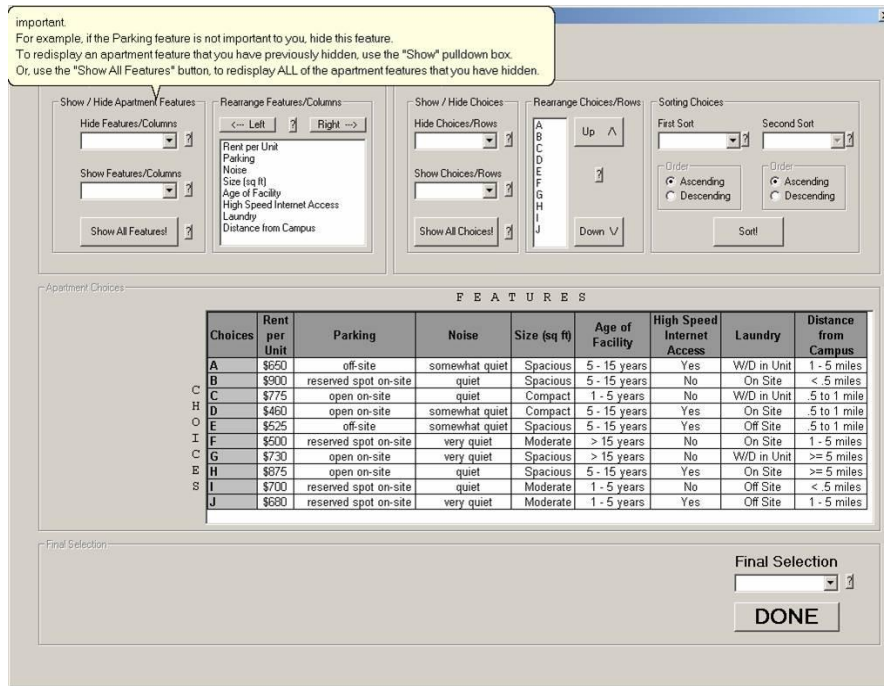 important.
For example, if the Parking feature is not important to you, hide this feature.
To redisplay an apartment feature that you have previously hidden, use the "Show" pulldown box.
Or, use the "Show All Features" button, to redisplay ALL of the apartment features that you have hidden.
Show / Hide Apartment Features
Hide Features/Columns
?
Show Features/Columns
?
Show All Features! ?
Rearrange Features/Columns
<--- Left ? Right --->
Rent per Unit
Parking
Noise
Size (sq ft)
Age of Facility
High Speed Internet Access
Laundry
Distance from Campus
Show / Hide Choices
Hide Choices/Rows
?
Show Choices/Rows
?
Show All Choices! ?
Rearrange Choices/Rows
A
B
C
D
E
F
G
H
I
J
Up /\
?
Down \/
Sorting Choices
First Sort Second Sort
? ?
Order Order
Ascending Ascending
Descending Descending
Sort!
Apartment Choices
F E A T U R E S
C H O I C E S
Choices Rent per Unit Parking Noise Size (sq ft) Age of Facility High Speed Internet Access Laundry Distance from Campus
A $650 off-site somewhat quiet Spacious 5 - 15 years Yes W/D in Unit 1 - 5 miles
B $900 reserved spot on-site quiet Spacious 5 - 15 years No On Site < .5 miles
C $775 open on-site quiet Compact 1 - 5 years No W/D in Unit .5 to 1 mile
D $460 open on-site somewhat quiet Compact 5 - 15 years Yes On Site .5 to 1 mile
E $525 off-site somewhat quiet Spacious 5 - 15 years Yes Off Site .5 to 1 mile
F $500 reserved spot on-site very quiet Moderate > 15 years No On Site 1 - 5 miles
G $730 open on-site very quiet Spacious > 15 years No W/D in Unit >= 5 miles
H $875 open on-site quiet Spacious 5 - 15 years Yes On Site >= 5 miles
I $700 reserved spot on-site quiet Moderate 1 - 5 years No Off Site < .5 miles
J $680 reserved spot on-site very quiet Moderate 1 - 5 years Yes Off Site 1 - 5 miles
Final Selection
Final Selection
?
DONE